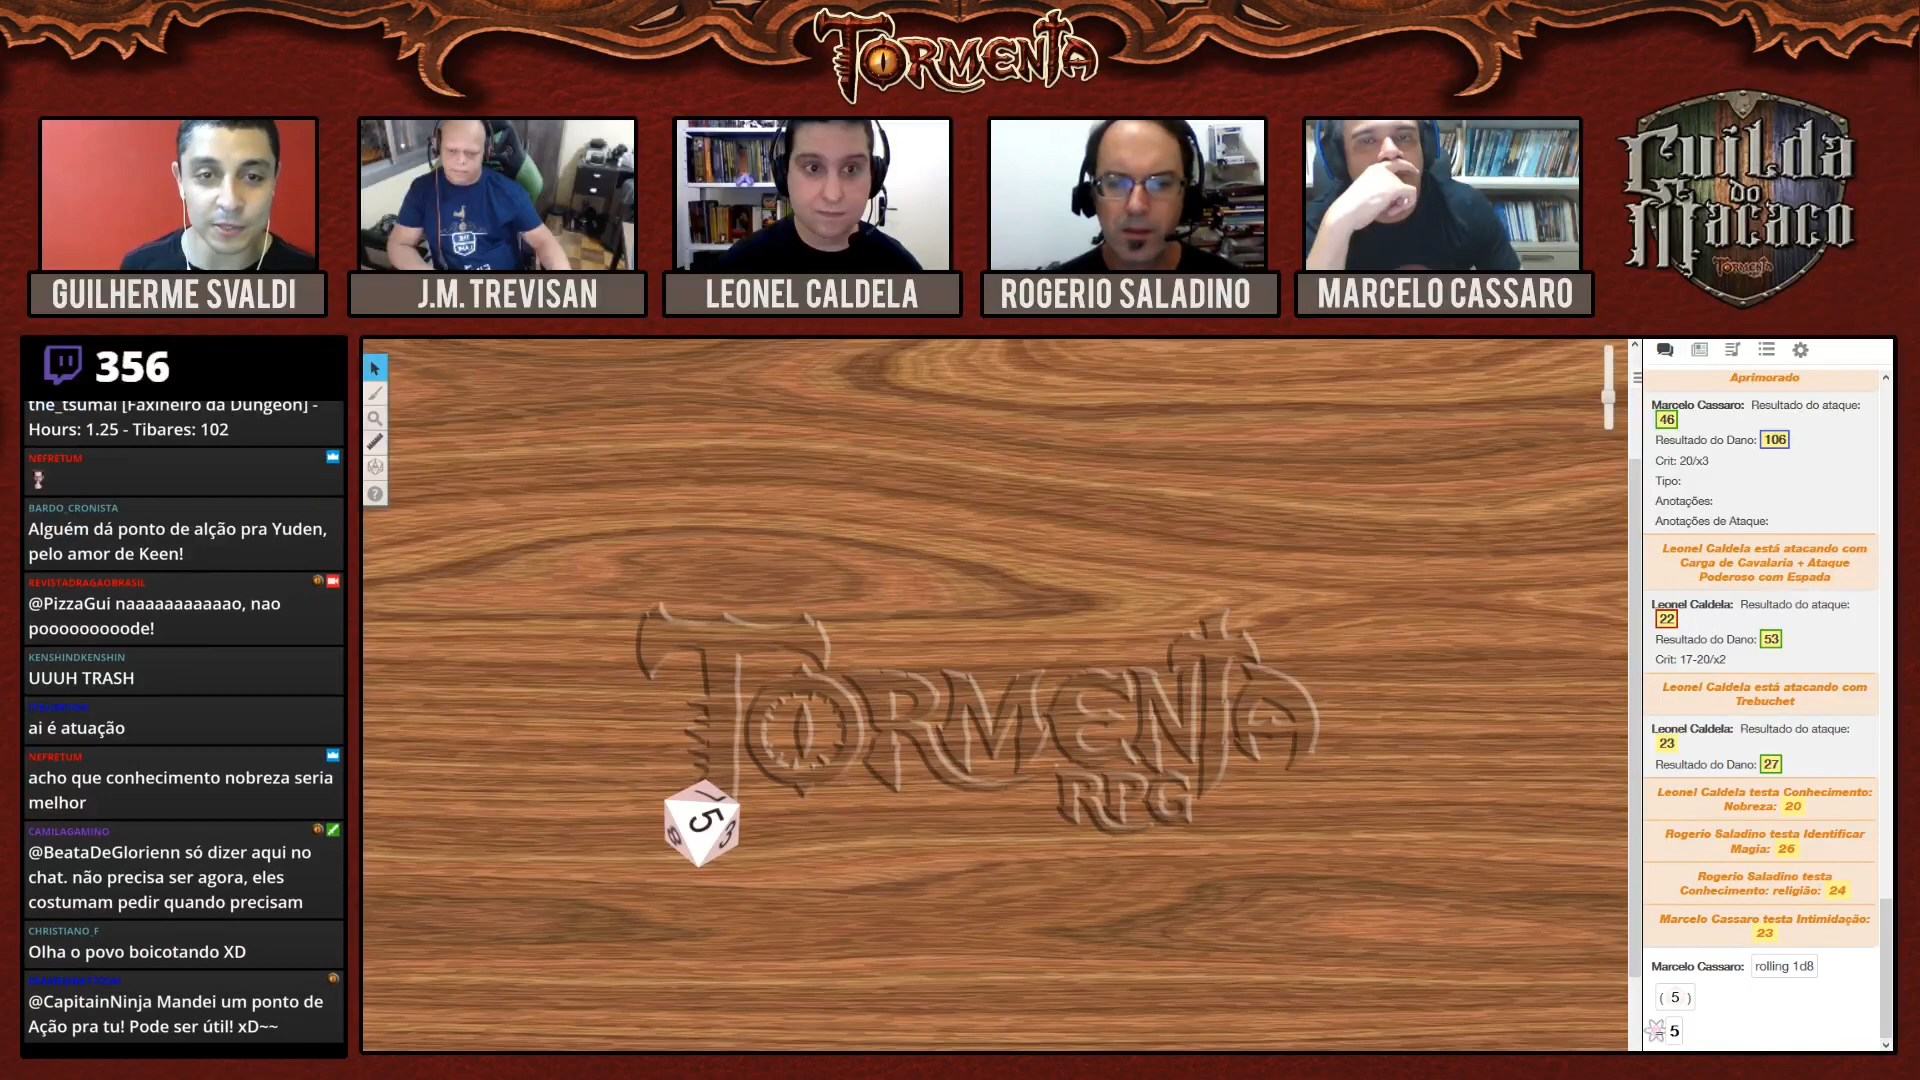 TORMENTA
Guilda
do
Macaco
TORMENTA
GUILHERME SVALDI
J.M. TREVISAN
LEONEL CALDELA
ROGERIO SALADINO
MARCELO CASSARO
356
the_tsumai [Faxineiro da Dungeon] -
Hours: 1.25 - Tibares: 102
NEFRETUM
BARDO_CRONISTA
Alguém dá ponto de alção pra Yuden,
pelo amor de Keen!
REVISTADRAGAOBRASIL
@PizzaGui naaaaaaaaaaao, nao
pooooooooode!
KENSHINDKENSHIN
UUUH TRASH
ai é atuação
NEFRETUM
acho que conhecimento nobreza seria
melhor
CAMILAGAMINO
@BeataDeGlorienn só dizer aqui no
chat. não precisa ser agora, eles
costumam pedir quando precisam
CHRISTIANO_F
Olha o povo boicotando XD
@CapitainNinja Mandei um ponto de
Ação pra tu! Pode ser útil! xD~~
TORMENTA
RPG
7
5
8
3
Aprimorado
Marcelo Cassaro: Resultado do ataque:
46
Resultado do Dano: 106
Crit: 20/x3
Tipo:
Anotações:
Anotações de Ataque:
Leonel Caldela está atacando com
Carga de Cavalaria + Ataque
Poderoso com Espada
Leonel Caldela: Resultado do ataque:
22
Resultado do Dano: 53
Crit: 17-20/x2
Leonel Caldela está atacando com
Trebuchet
Leonel Caldela: Resultado do ataque:
23
Resultado do Dano: 27
Leonel Caldela testa Conhecimento:
Nobreza: 20
Rogerio Saladino testa Identificar
Magia: 26
Rogerio Saladino testa
Conhecimento: religião: 24
Marcelo Cassaro testa Intimidação:
23
Marcelo Cassaro: rolling 1d8
( 5 )
= 5